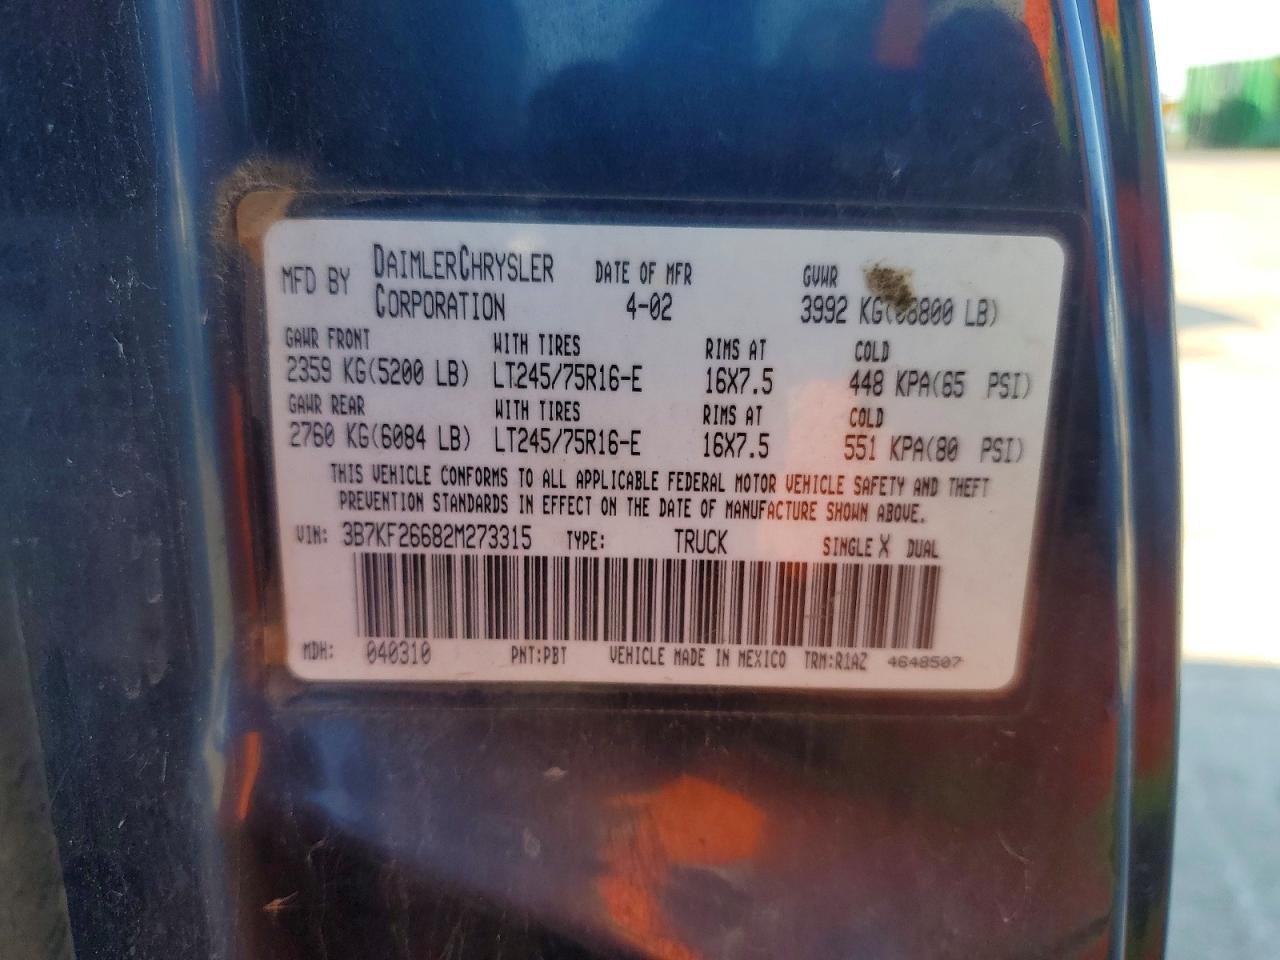 MFD BY DAIMLERCHRYSLER CORPORATION DATE OF MFR 4-02 GVWR 3992 KG(08800 LB)
GAWR FRONT WITH TIRES RIMS AT COLD
2359 KG(5200 LB) LT245/75R16-E 16X7.5 448 KPA(65 PSI)
GAWR REAR WITH TIRES RIMS AT COLD
2760 KG(6084 LB) LT245/75R16-E 16X7.5 551 KPA(80 PSI)
THIS VEHICLE CONFORMS TO ALL APPLICABLE FEDERAL MOTOR VEHICLE SAFETY AND THEFT
PREVENTION STANDARDS IN EFFECT ON THE DATE OF MANUFACTURE SHOWN ABOVE.
VIN: 3B7KF26682M273315 TYPE: TRUCK SINGLE X DUAL
MDH: 040310 PNT:PBT VEHICLE MADE IN MEXICO TRM:R1AZ 4648507